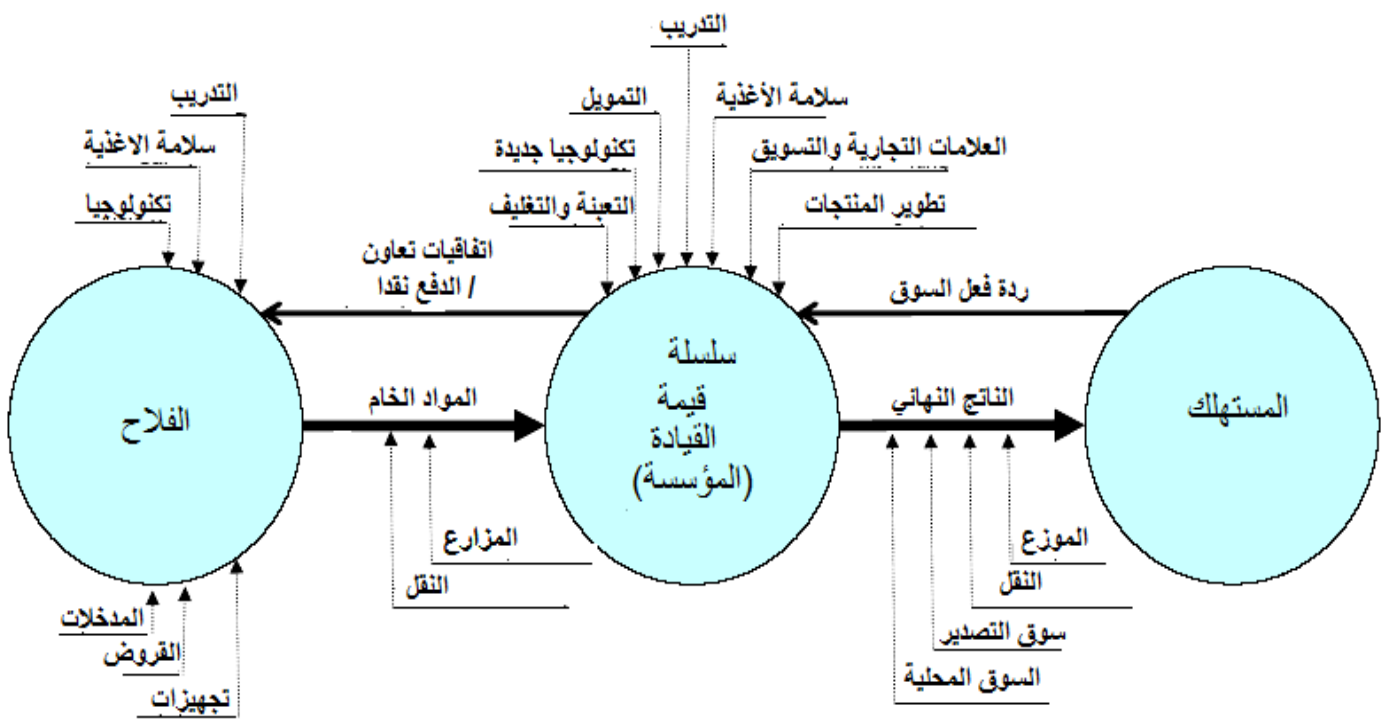 التدريب
التدريب
التمويل
سلامة الأغذية
سلامة الاغذية
تكنولوجيا جديدة
العلامات التجارية والتسويق
تكنولوجيا
التعبئة والتغليف
تطوير المنتجات
اتفاقيات تعاون
/ الدفع نقدا
ردة فعل السوق
الفلاح
المواد الخام
سلسلة
قيمة
القيادة
(المؤسسة)
الناتج النهائي
المستهلك
المزارع
النقل
الموزع
النقل
سوق التصدير
السوق المحلية
المدخلات
القروض
تجهيزات